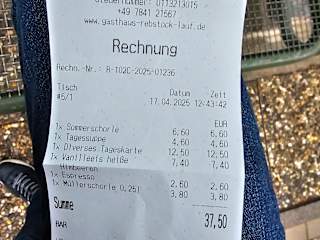 Steuernummer : 0113213015
+49 7841 21567
www.gasthaus-rebstock-lauf.de
Rechnung
Rechn.-Nr.: R-T02C-2025-01236
Tisch Datum Zeit
#5/1 17.04.2025 12:43:42
EUR
1x Sommerschorle 6,60 6,60
1x Tagessuppe 4,60 4,60
1x Diverses Tageskarte 12,50 12,50
1x Vanilleeis heiße 7,40 7,40
Himbeeren
1x Espresso 2,60 2,60
1x Müllerschorle 0,25l 3,80 3,80
Summe 37,50
BAR